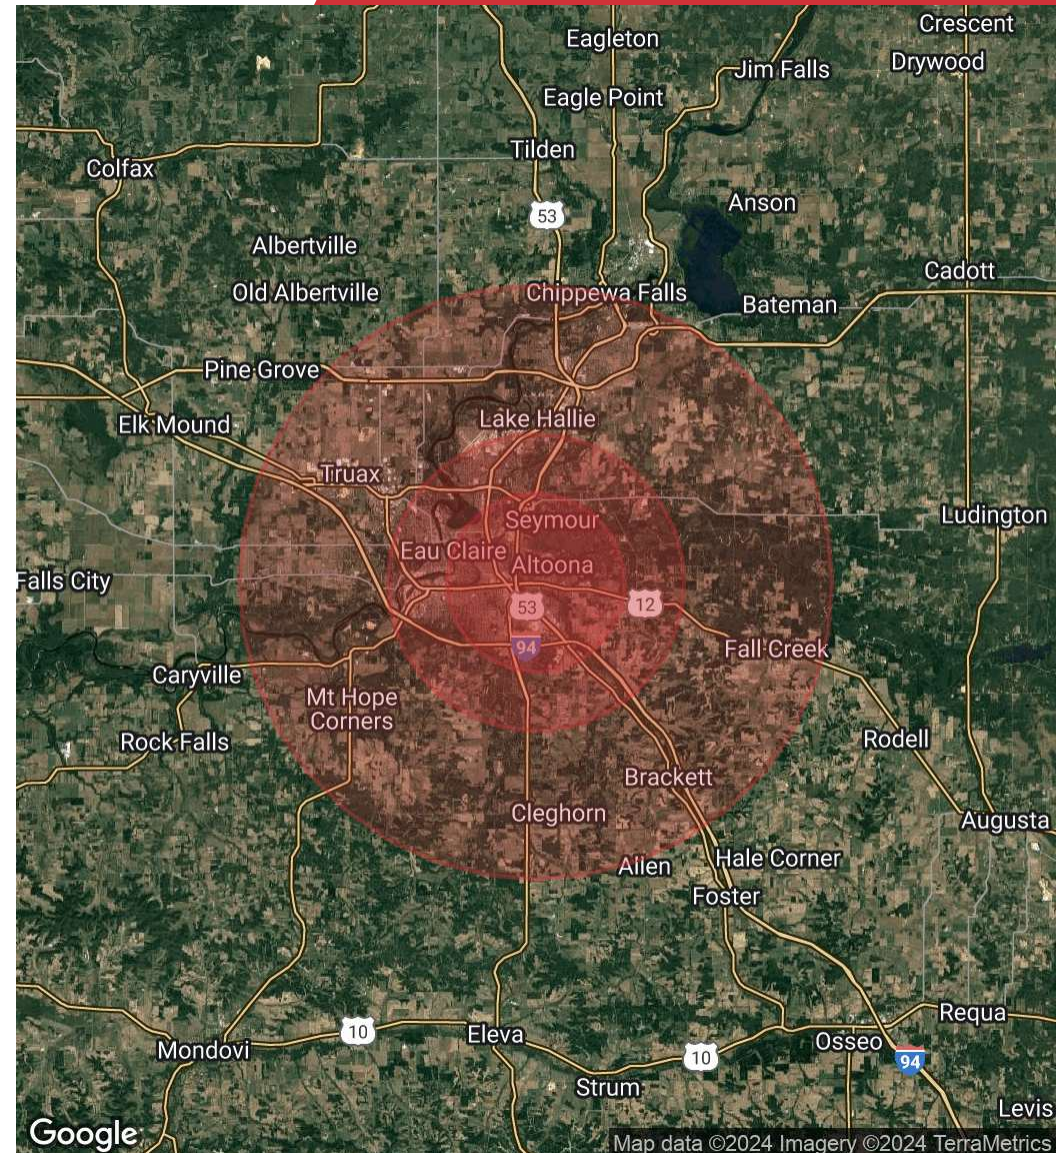 Crescent
Eagleton
Drywood
Jim Falls
Eagle Point
Tilden
Colfax
Anson
53
Albertville
Cadott
Old Albertville
Chippewa Falls
Bateman
Pine Grove
Lake Hallie
Elk Mound
Truax
Ludington
Seymour
Eau Claire
Altoona
Falls City
53
12
94
Fall Creek
Caryville
Mt Hope
Corners
Rock Falls
Rodell
Brackett
Cleghorn
Augusta
Allen
Hale Corner
Foster
Requa
10
Eleva
Osseo
Mondovi
10
94
Strum
Levis
Google
Map data ©2024 Imagery ©2024 TerraMetrics